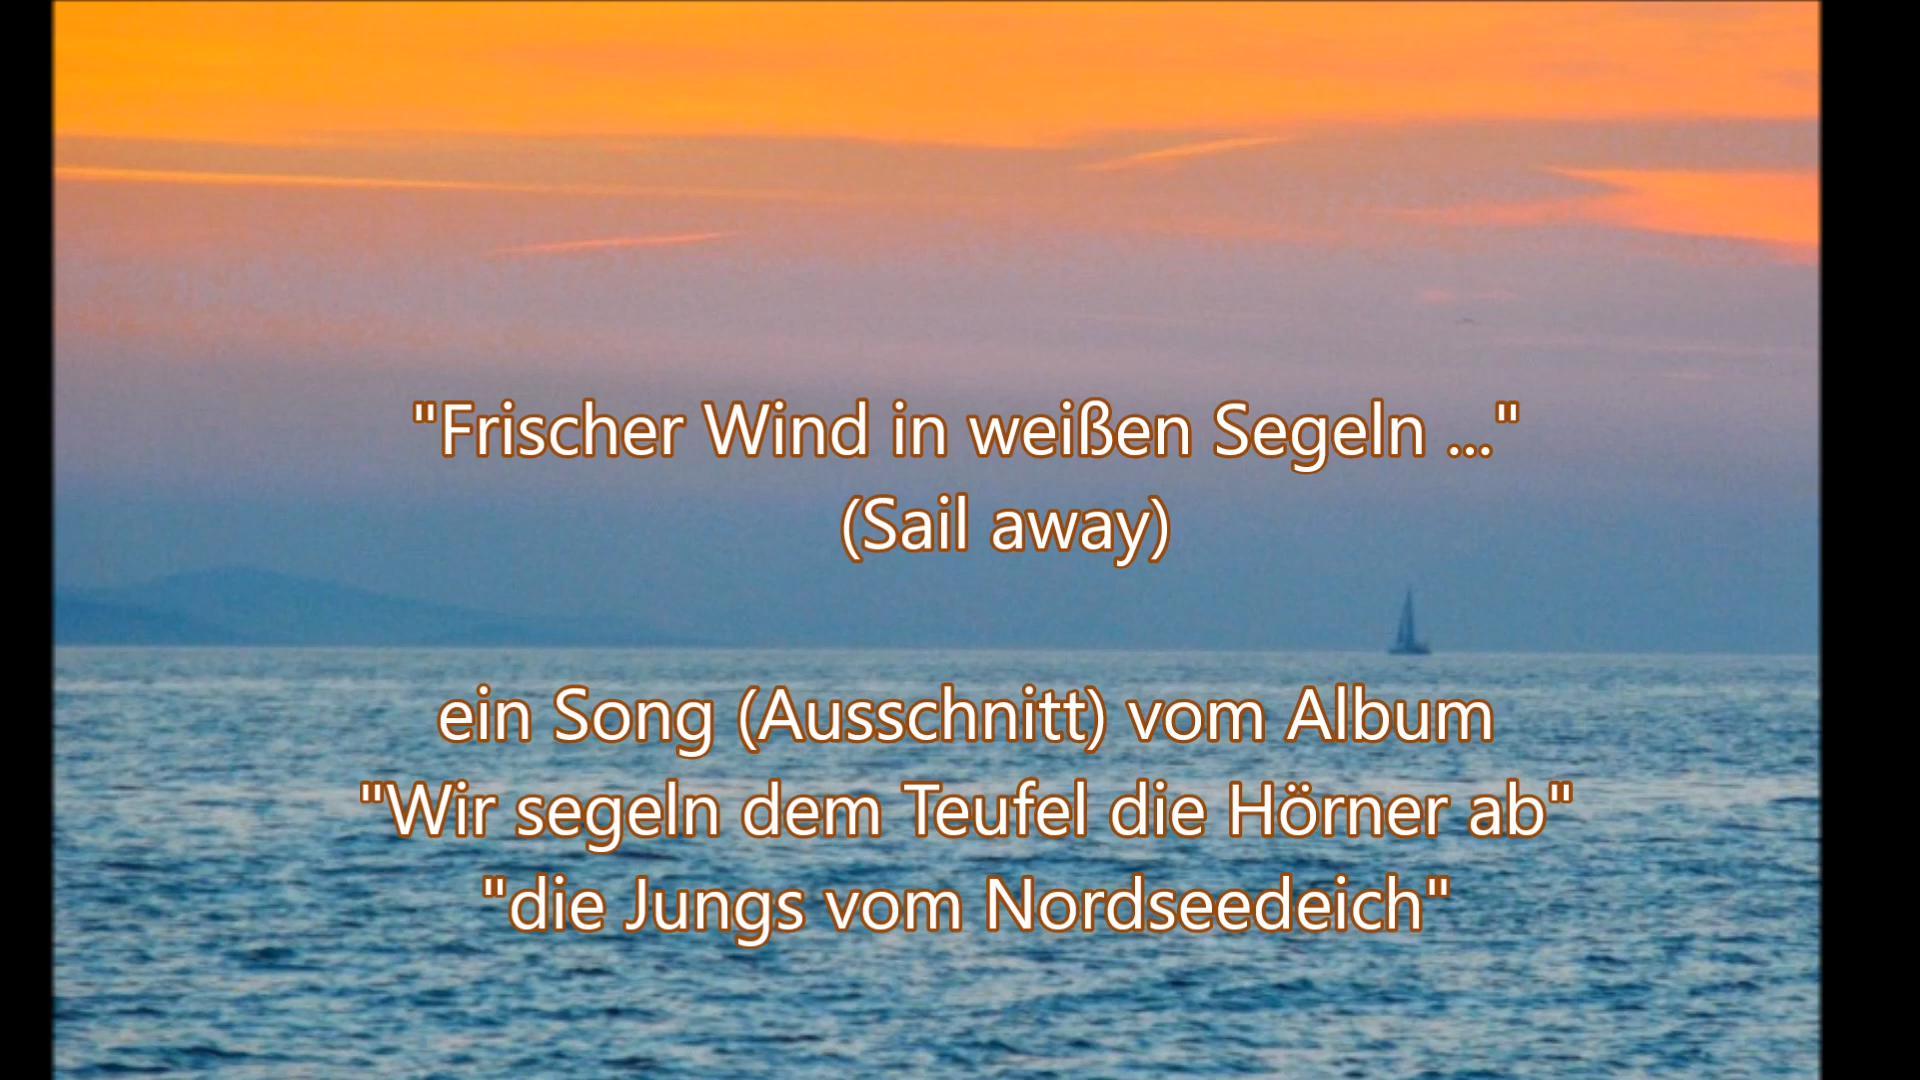 "Frischer Wind in weißen Segeln ..."
(Sail away)
ein Song (Ausschnitt) vom Album
"Wir segeln dem Teufel die Hörner ab"
"die Jungs vom Nordseedeich"